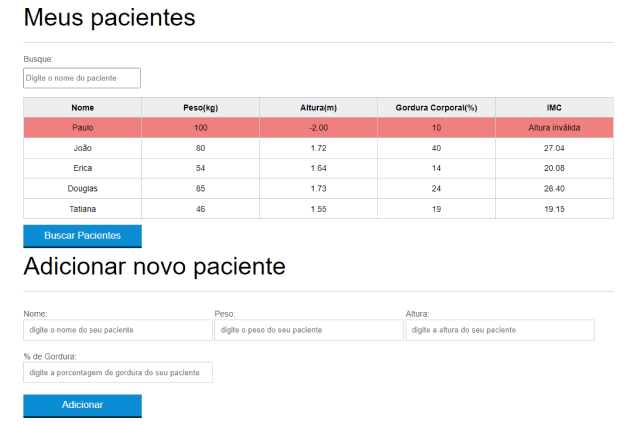 Meus pacientes
Busque:
Digite o nome do paciente
Nome Peso(kg) Altura(m) Gordura Corporal(%) IMC
Paulo 100 -2.00 10 Altura inválida
João 80 1.72 40 27.04
Erica 54 1.64 14 20.08
Douglas 85 1.73 24 28.40
Tatiana 46 1.55 19 19.15
Buscar Pacientes
Adicionar novo paciente
Nome: Peso: Altura:
digite o nome do seu paciente digite o peso do seu paciente digite a altura do seu paciente
% de Gordura:
digite a porcentagem de gordura do seu paciente
Adicionar